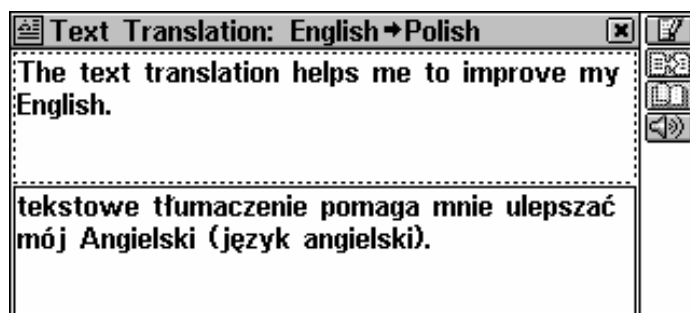 Text Translation: English→Polish
The text translation helps me to improve my
English.
tekstowe tłumaczenie pomaga mnie ulepszać
mój Angielski (język angielski).